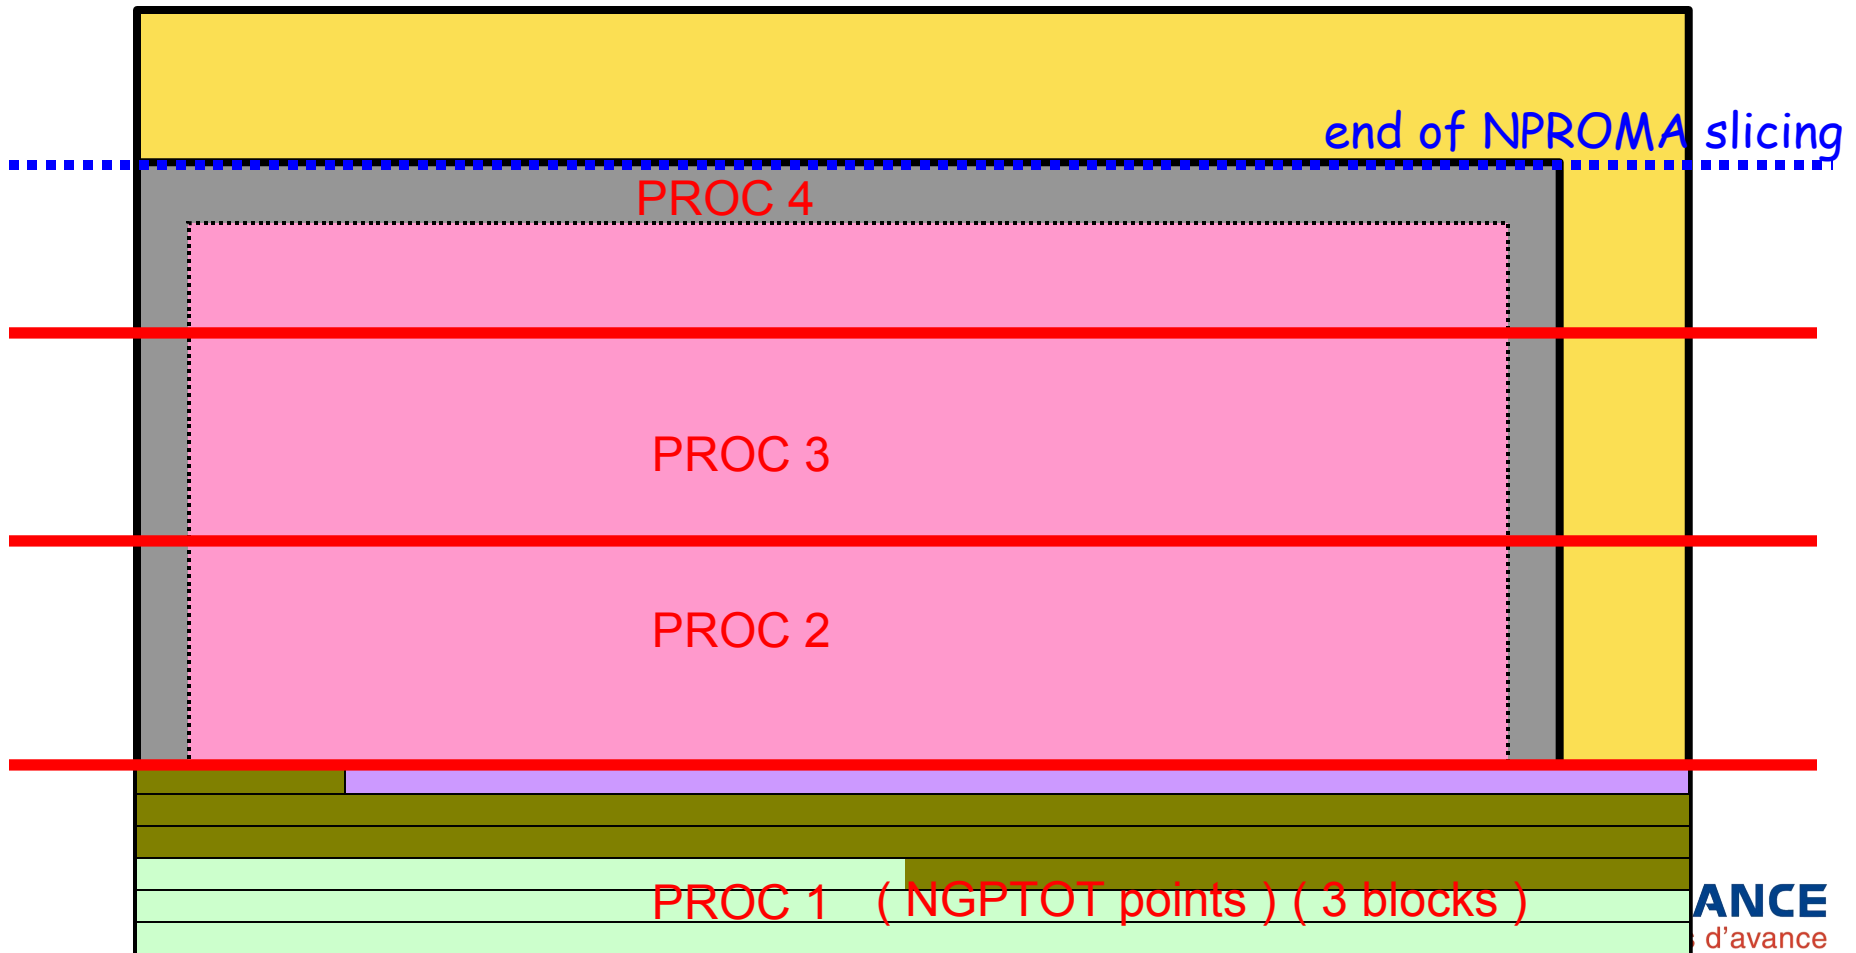 end of NPROMA slicing
PROC 4
PROC 3
PROC 2
PROC 1 ( NGPTOT points ) ( 3 blocks )
ANCE
d’avance